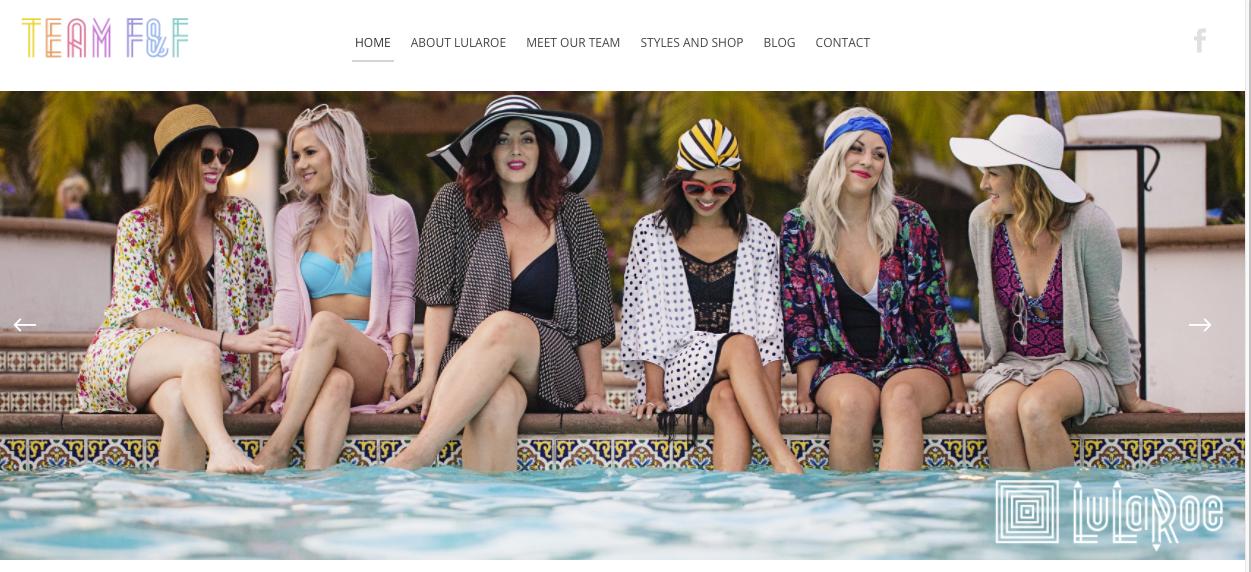 TEAM F&F
HOME ABOUT LULAROE MEET OUR TEAM STYLES AND SHOP BLOG CONTACT
LuLaRoe